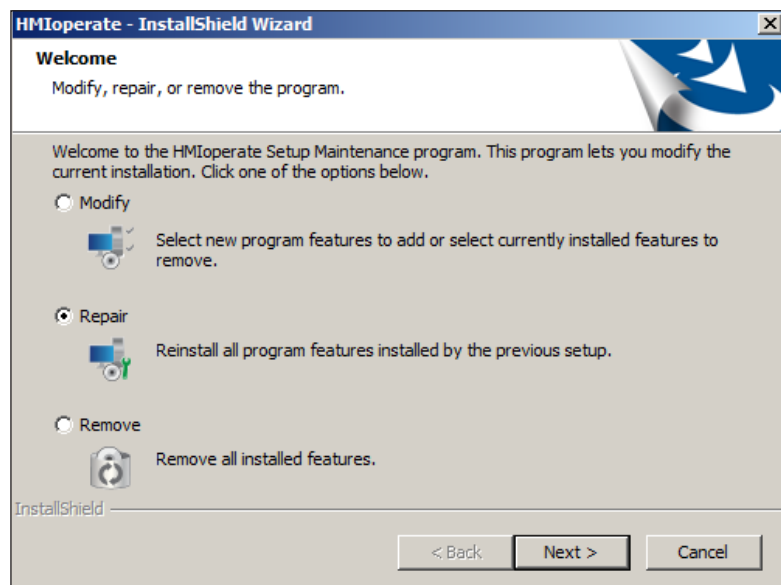 HMIoperate - InstallShield Wizard
Welcome
Modify, repair, or remove the program.
Welcome to the HMIoperate Setup Maintenance program. This program lets you modify the
current installation. Click one of the options below.
Modify
Select new program features to add or select currently installed features to
remove.
Repair
Reinstall all program features installed by the previous setup.
Remove
Remove all installed features.
InstallShield
< Back
Next >
Cancel